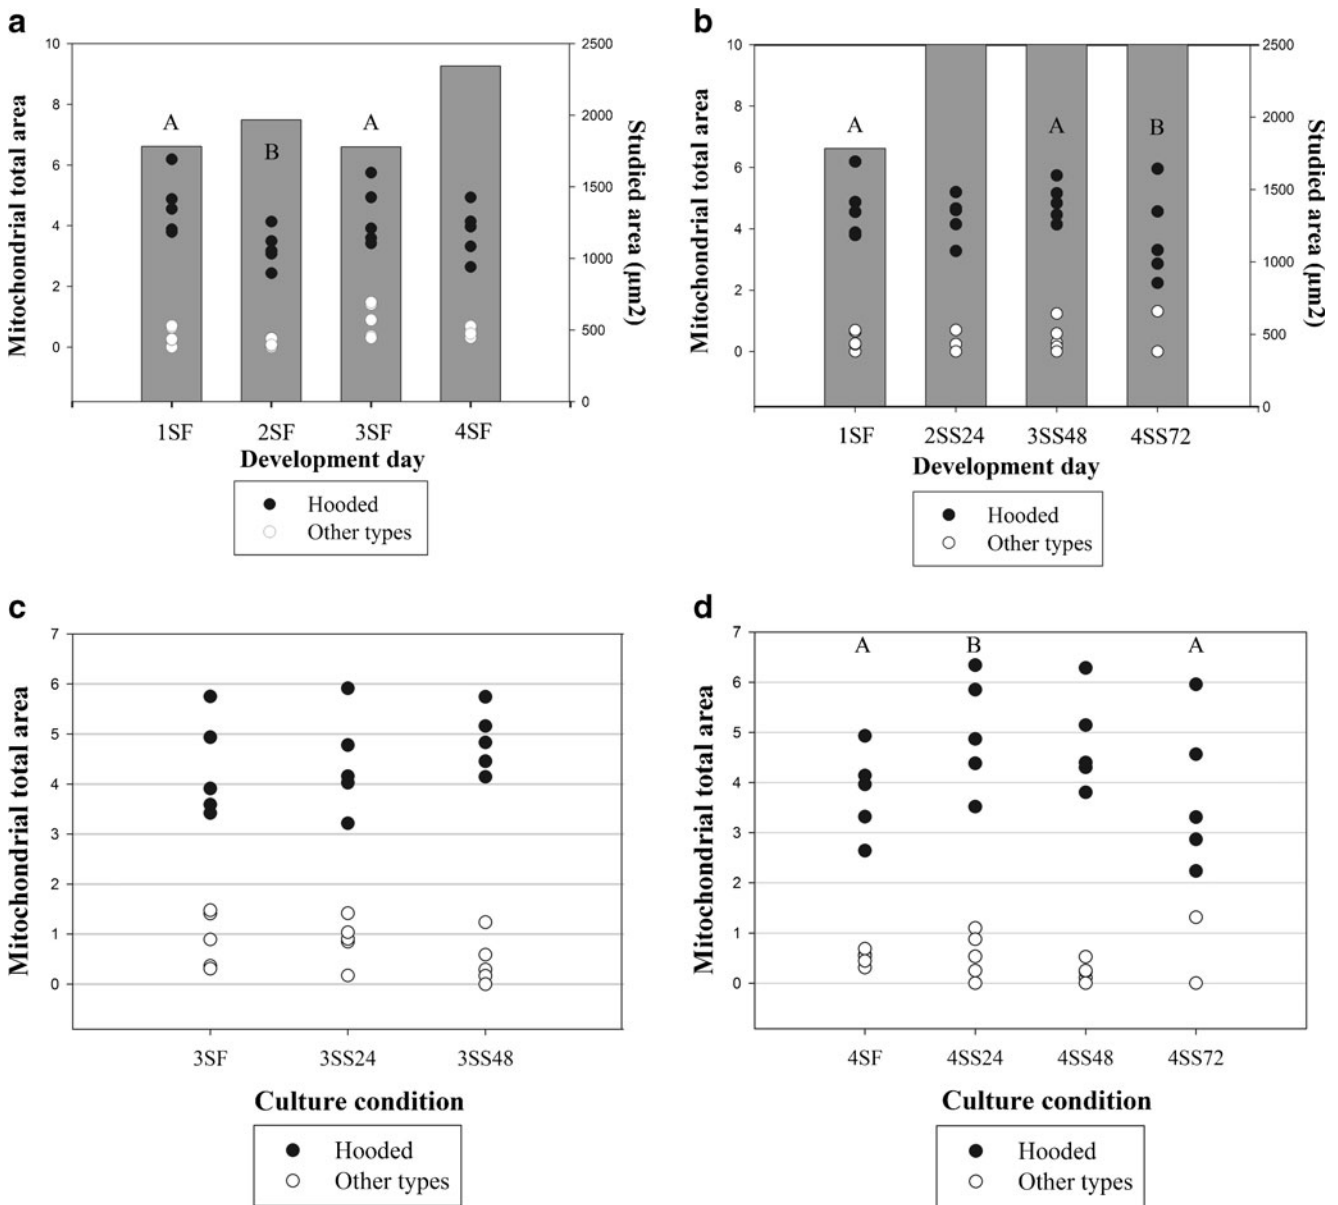 a
10
8
6
4
2
0
2500
2000
1500
1000
500
0
Mitochondrial total area
Studied area (µm2)
A
B
A
1SF 2SF 3SF 4SF
Development day
Hooded
Other types
b
10
8
6
4
2
0
2500
2000
1500
1000
500
0
Mitochondrial total area
Studied area (µm2)
A A B
1SF 2SS24 3SS48 4SS72
Development day
Hooded
Other types
c
7
6
5
4
3
2
1
0
Mitochondrial total area
3SF 3SS24 3SS48
Culture condition
Hooded
Other types
d
7
6
5
4
3
2
1
0
Mitochondrial total area
A B A
4SF 4SS24 4SS48 4SS72
Culture condition
Hooded
Other types